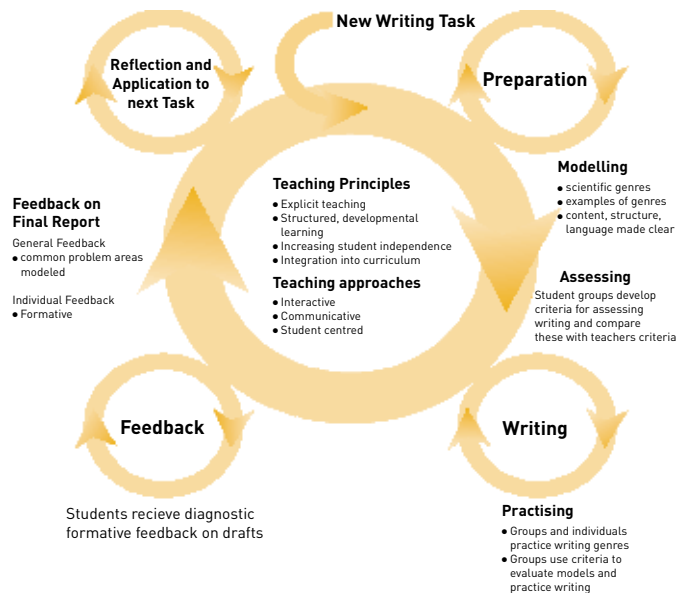 New Writing Task
Reflection and
Application to
next Task
Preparation
Modelling
• scientific genres
• examples of genres
• content, structure,
language made clear
Assessing
Student groups develop
criteria for assessing
writing and compare
these with teachers criteria
Teaching Principles
• Explicit teaching
• Structured, developmental
learning
• Increasing student independence
• Integration into curriculum
Teaching approaches
• Interactive
• Communicative
• Student centred
Feedback on
Final Report
General Feedback
• common problem areas
modeled
Individual Feedback
• Formative
Feedback
Students recieve diagnostic
formative feedback on drafts
Writing
Practising
• Groups and individuals
practice writing genres
• Groups use criteria to
evaluate models and
practice writing